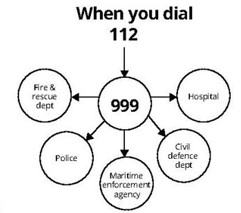 When you dial
112
999
Fire &
rescue
dept
Hospital
Police
Civil
defence
dept
Maritime
enforcement
agency